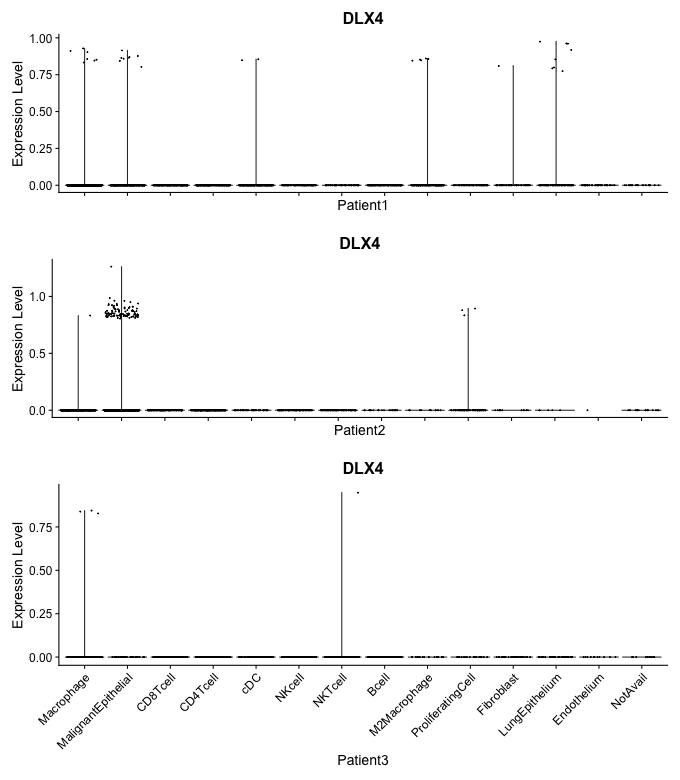 DLX4
Expression Level
1.00
0.75
0.50
0.25
0.00
Patient1
DLX4
Expression Level
1.0
0.5
0.0
Patient2
DLX4
Expression Level
0.75
0.50
0.25
0.00
Macrophage
MalignantEpithelial
CD8Tcell
CD4Tcell
cDC
NKcell
NKTcell
Bcell
M2Macrophage
ProliferatingCell
Fibroblast
LungEpithelium
Endothelium
NotAvail
Patient3